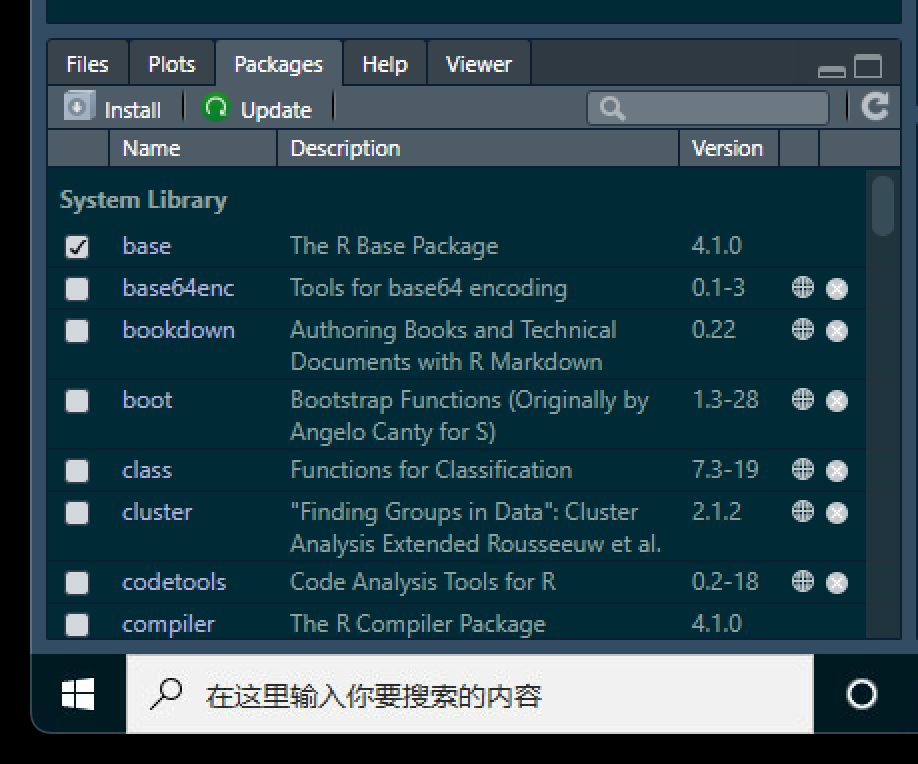 Files Plots Packages Help Viewer
Install Update
Name Description Version
System Library
base The R Base Package 4.1.0
base64enc Tools for base64 encoding 0.1-3
bookdown Authoring Books and Technical 0.22
Documents with R Markdown
boot Bootstrap Functions (Originally by 1.3-28
Angelo Canty for S)
class Functions for Classification 7.3-19
cluster "Finding Groups in Data": Cluster 2.1.2
Analysis Extended Rousseeuw et al.
codetools Code Analysis Tools for R 0.2-18
compiler The R Compiler Package 4.1.0
在这里输入你要搜索的内容